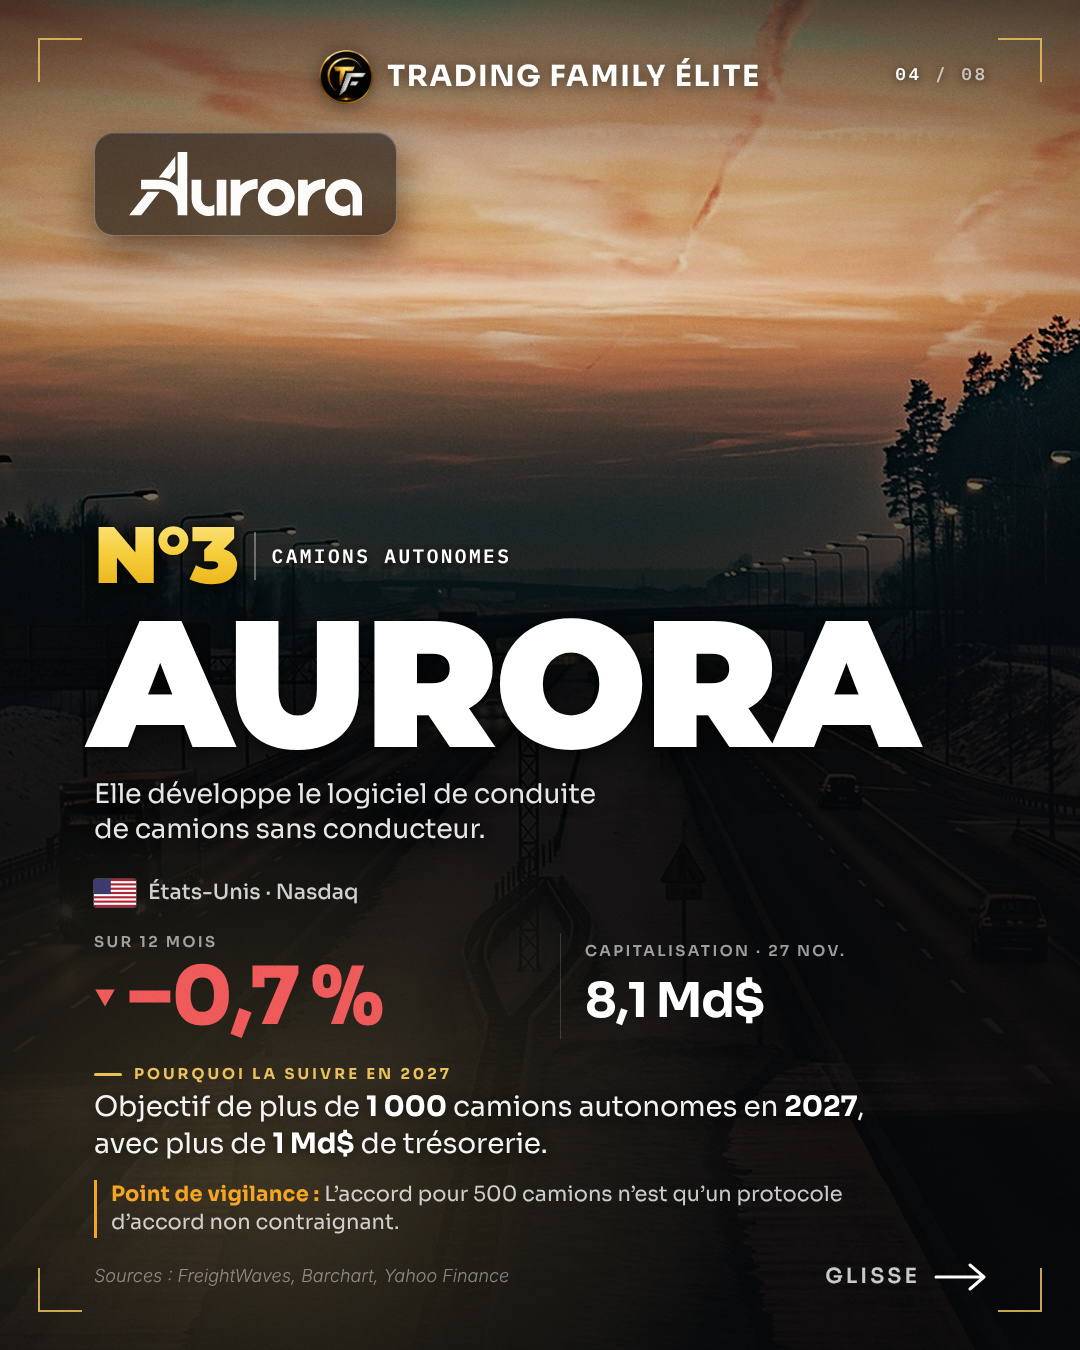 TRADING FAMILY ÉLITE
04 / 08
Aurora
N°3
CAMIONS AUTONOMES
AURORA
Elle développe le logiciel de conduite
de camions sans conducteur.
États-Unis · Nasdaq
SUR 12 MOIS
▼ −0,7 %
CAPITALISATION · 27 NOV.
8,1 Md$
POURQUOI LA SUIVRE EN 2027
Objectif de plus de 1 000 camions autonomes en 2027,
avec plus de 1 Md$ de trésorerie.
Point de vigilance : L’accord pour 500 camions n’est qu’un protocole
d’accord non contraignant.
Sources : FreightWaves, Barchart, Yahoo Finance
GLISSE